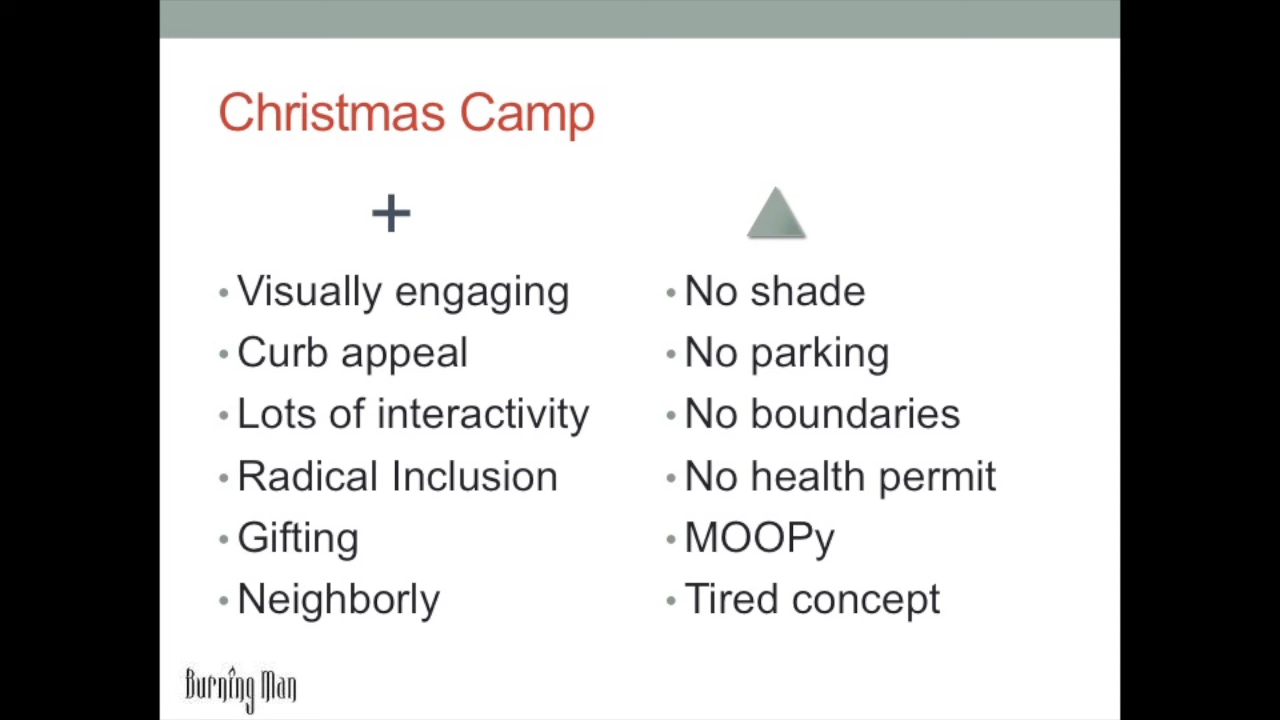 Christmas Camp
+
• Visually engaging
• Curb appeal
• Lots of interactivity
• Radical Inclusion
• Gifting
• Neighborly
• No shade
• No parking
• No boundaries
• No health permit
• MOOPy
• Tired concept
Burning Man